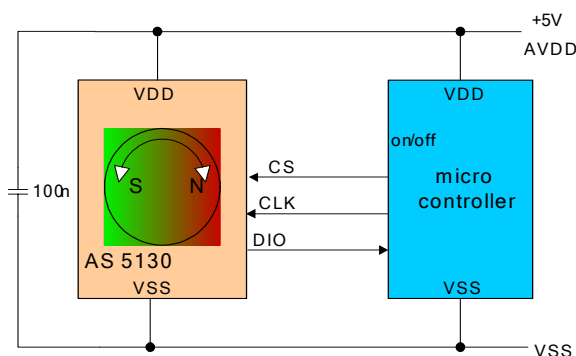 +5V
AVDD
VDD
VDD
on/off
CS
S N
100n
micro
controller
CLK
DIO
AS 5130
VSS
VSS
VSS